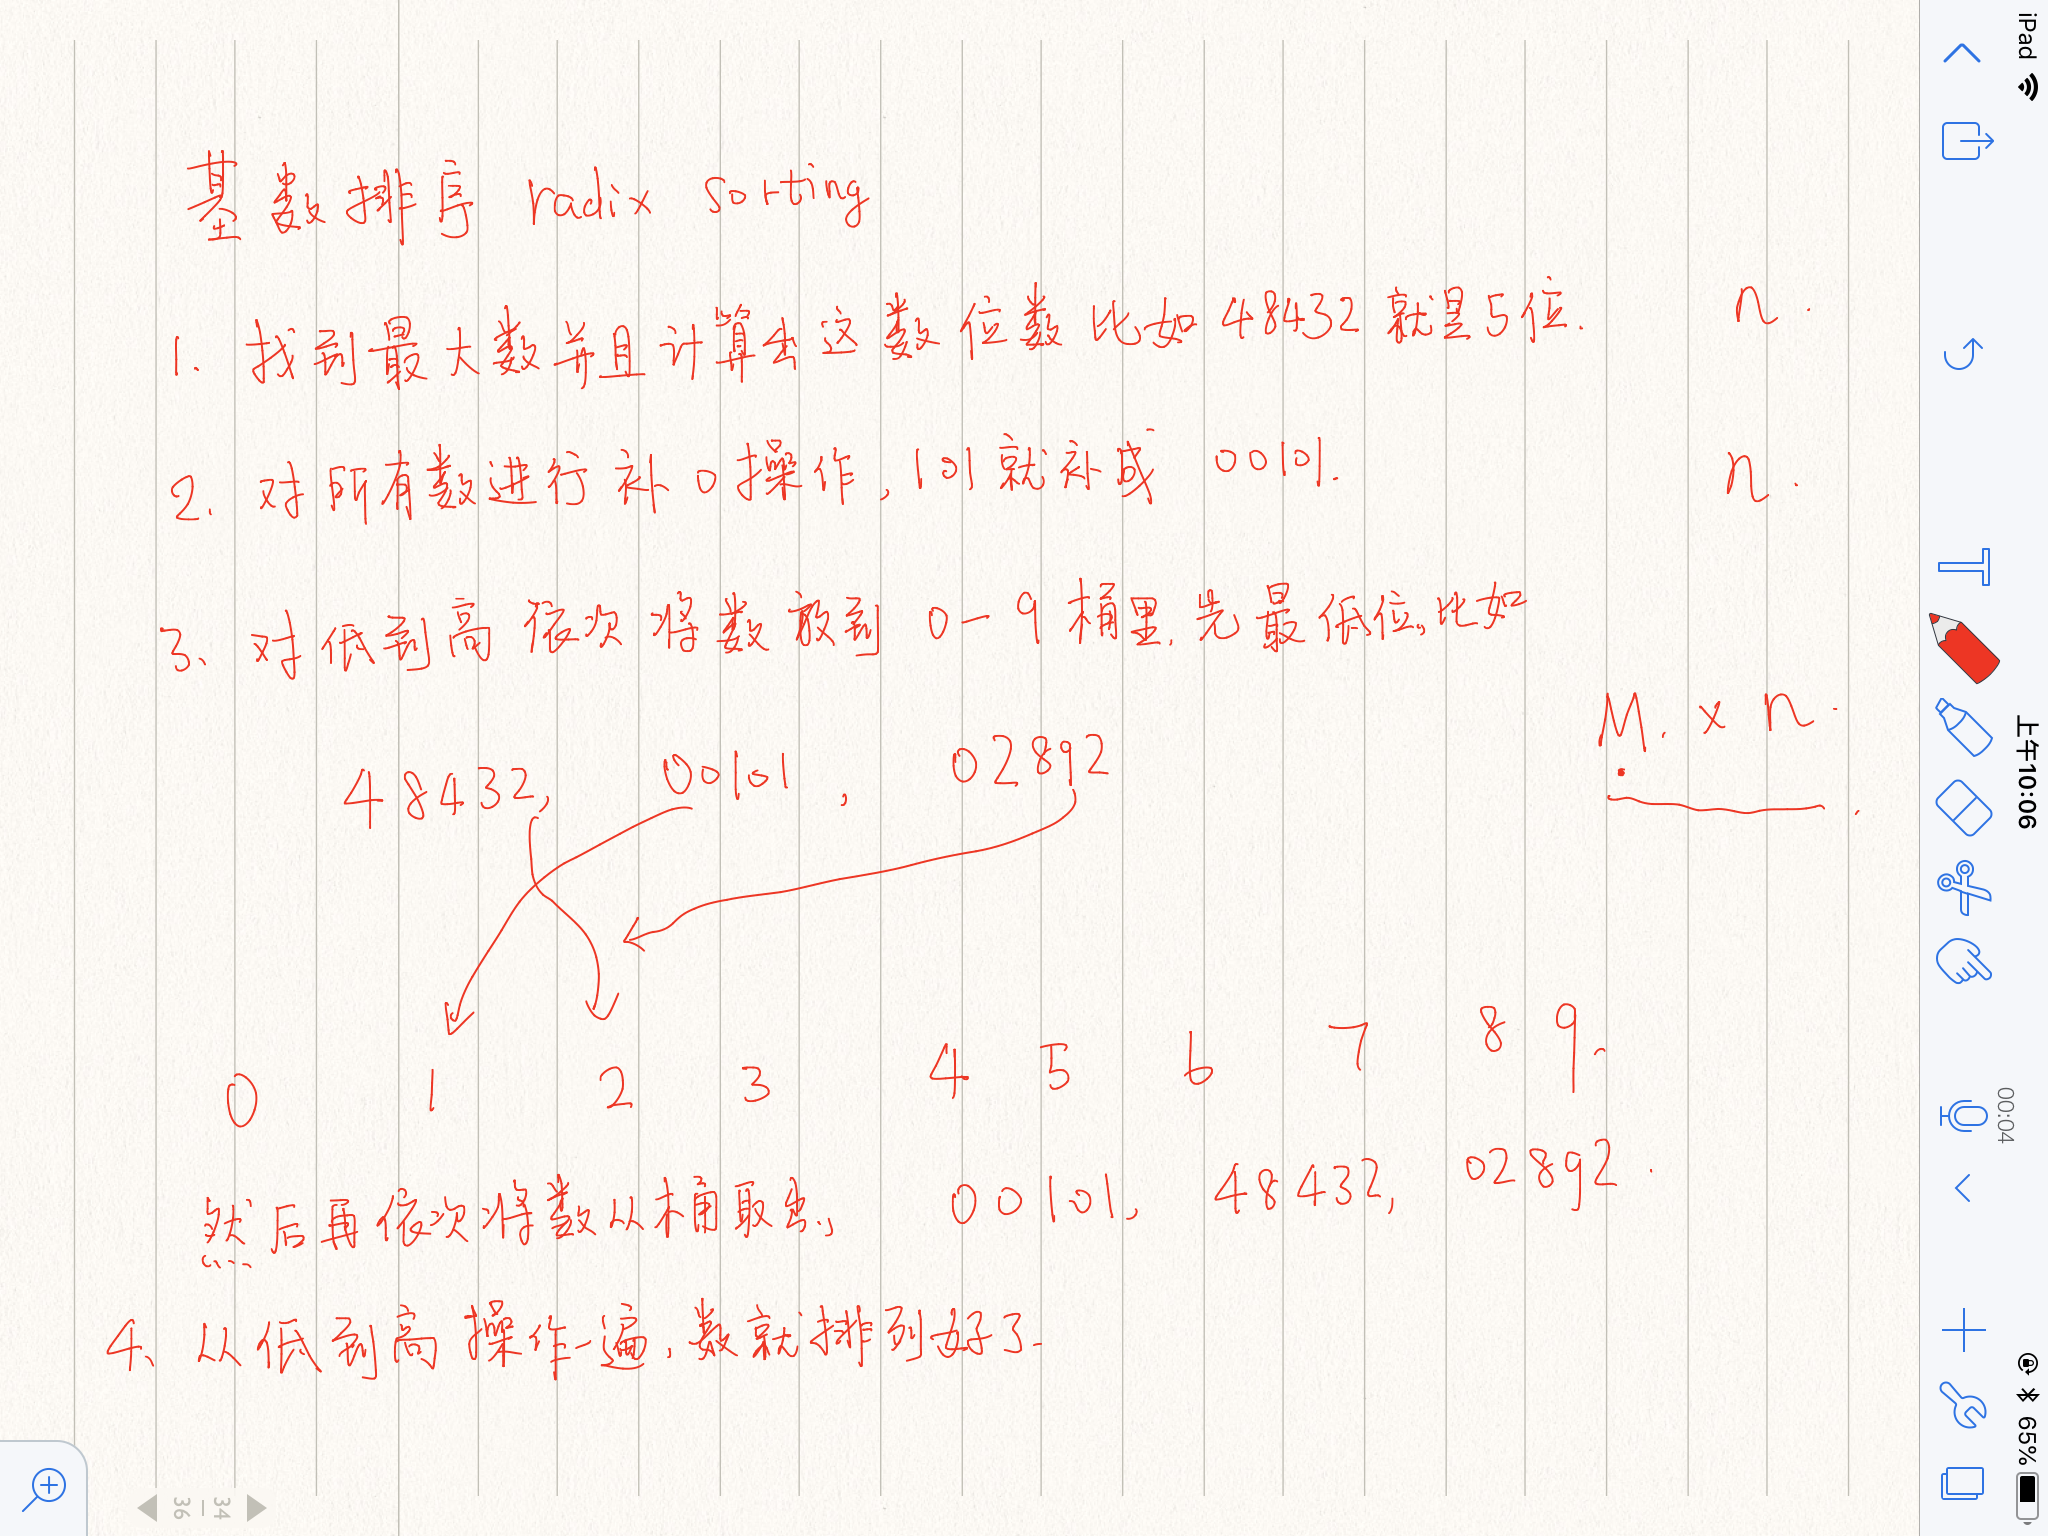 基数排序 radix sorting
1. 找到最大数并且计算出这数位数 比如 48432 就是5位. n.
2. 对所有数进行补0操作, 101就补成 00101. n.
3、对低到高依次将数放到 0-9 桶里, 先最低位。比如
M. x n.
48432, 00101, 02892
0 1 2 3 4 5 6 7 8 9.
然后再依次将数从桶取出, 00101, 48432, 02892.
4、从低到高操作一遍, 数就排列好了.
iPad
上午10:06
65%
00:04
34 - 36